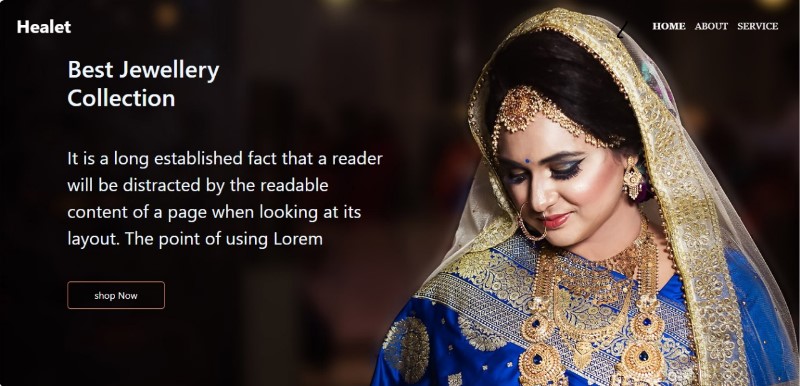 Healet
HOME ABOUT SERVICE
Best Jewellery
Collection
It is a long established fact that a reader
will be distracted by the readable
content of a page when looking at its
layout. The point of using Lorem
shop Now